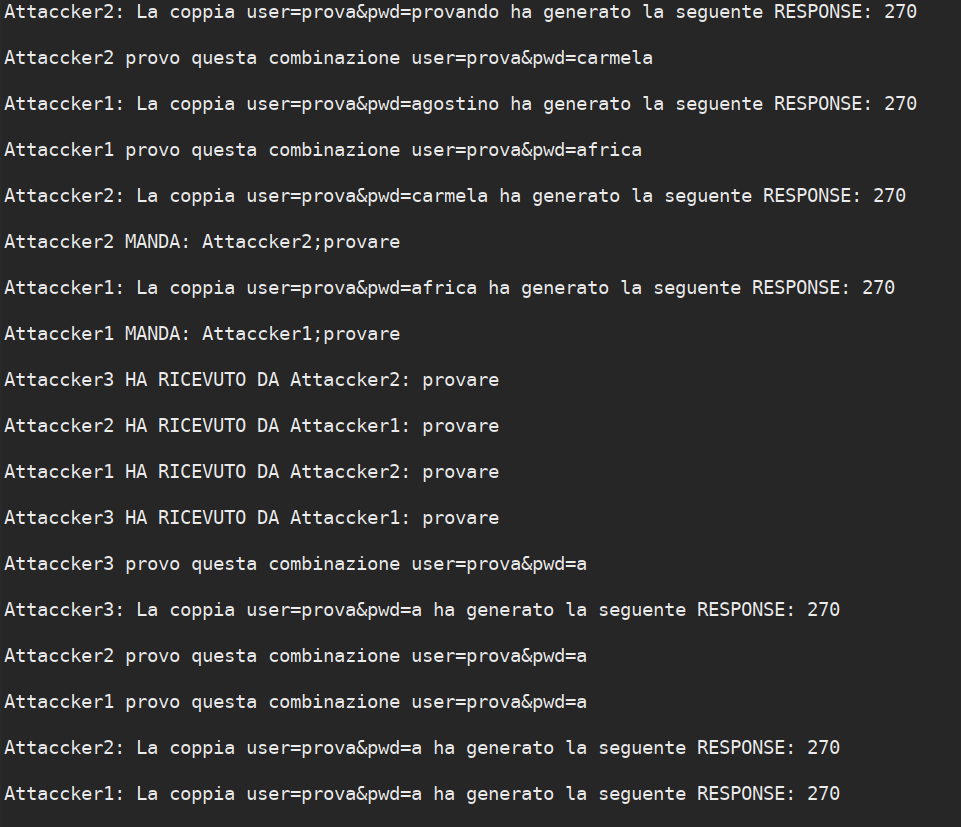 Attaccker2: La coppia user=prova&pwd=provando ha generato la seguente RESPONSE: 270
Attaccker2 provo questa combinazione user=prova&pwd=carmela
Attaccker1: La coppia user=prova&pwd=agostino ha generato la seguente RESPONSE: 270
Attaccker1 provo questa combinazione user=prova&pwd=africa
Attaccker2: La coppia user=prova&pwd=carmela ha generato la seguente RESPONSE: 270
Attaccker2 MANDA: Attaccker2;provare
Attaccker1: La coppia user=prova&pwd=africa ha generato la seguente RESPONSE: 270
Attaccker1 MANDA: Attaccker1;provare
Attaccker3 HA RICEVUTO DA Attaccker2: provare
Attaccker2 HA RICEVUTO DA Attaccker1: provare
Attaccker1 HA RICEVUTO DA Attaccker2: provare
Attaccker3 HA RICEVUTO DA Attaccker1: provare
Attaccker3 provo questa combinazione user=prova&pwd=a
Attaccker3: La coppia user=prova&pwd=a ha generato la seguente RESPONSE: 270
Attaccker2 provo questa combinazione user=prova&pwd=a
Attaccker1 provo questa combinazione user=prova&pwd=a
Attaccker2: La coppia user=prova&pwd=a ha generato la seguente RESPONSE: 270
Attaccker1: La coppia user=prova&pwd=a ha generato la seguente RESPONSE: 270